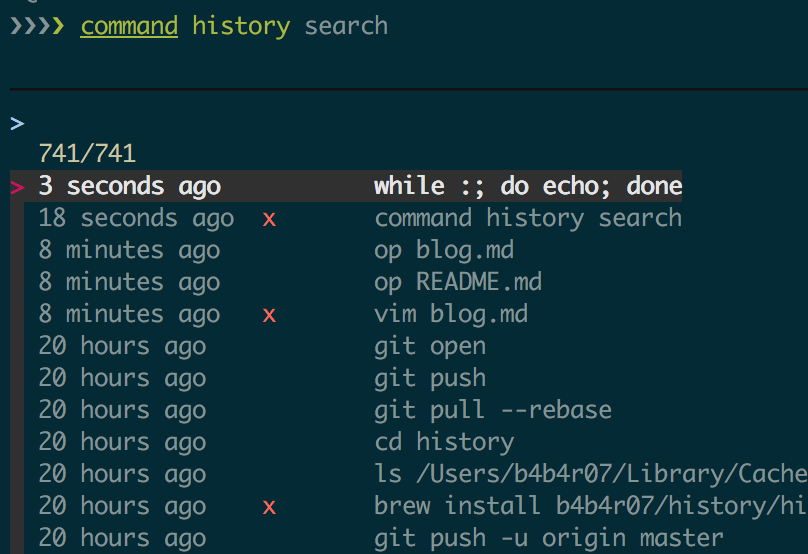 ❯❯❯❯ command history search
>
741/741
> 3 seconds ago while :; do echo; done
18 seconds ago x command history search
8 minutes ago op blog.md
8 minutes ago op README.md
8 minutes ago x vim blog.md
20 hours ago git open
20 hours ago git push
20 hours ago git pull --rebase
20 hours ago cd history
20 hours ago ls /Users/b4b4r07/Library/Cache
20 hours ago x brew install b4b4r07/history/hi
20 hours ago git push -u origin master